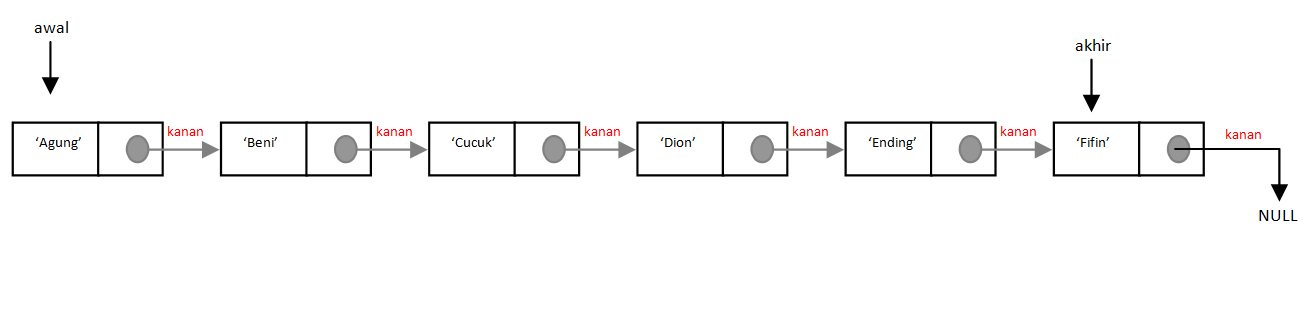 awal
akhir
‘Agung’
kanan
‘Beni’
kanan
‘Cucuk’
kanan
‘Dion’
kanan
‘Ending’
kanan
‘Fifin’
kanan
NULL